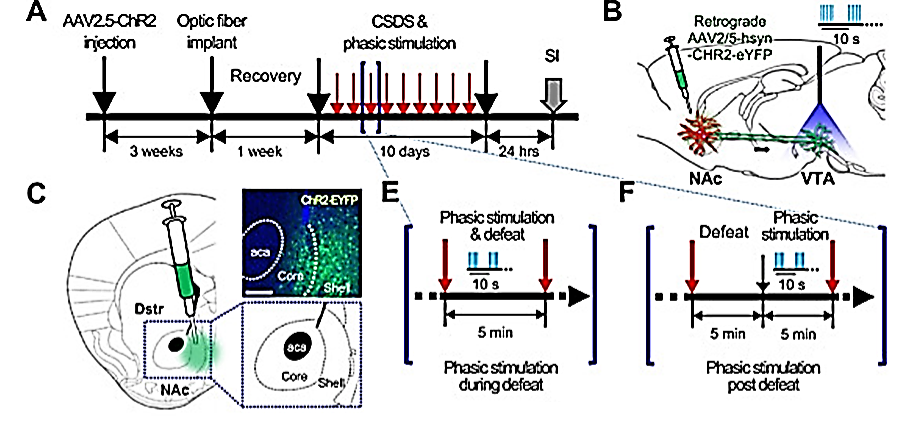 A
AAV2.5-ChR2
injection
Optic fiber
implant
Recovery
CSDS &
phasic stimulation
SI
3 weeks
1 week
10 days
24 hrs
B
Retrograde
AAV2/5-hsyn
-CHR2-eYFP
10 s
NAc
VTA
C
Dstr
NAc
ChR2-EYFP
aca
Core
Shell
aca
Core
Shell
E
Phasic stimulation
& defeat
10 s
5 min
Phasic stimulation
during defeat
F
Defeat
Phasic
stimulation
10 s
5 min
5 min
Phasic stimulation
post defeat